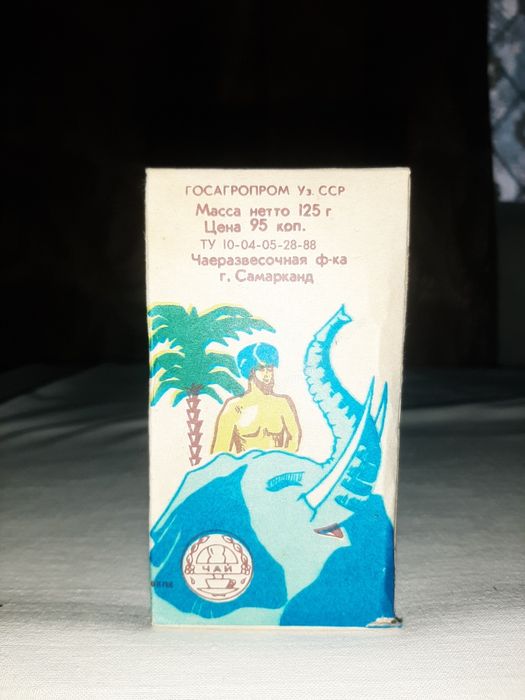 ГОСАГРОПРОМ Уз. ССР
Масса нетто 125 г
Цена 95 коп.
ТУ 10-04-05-28-88
Чаеразвесочная ф-ка
г. Самарканд
ЧАЙ